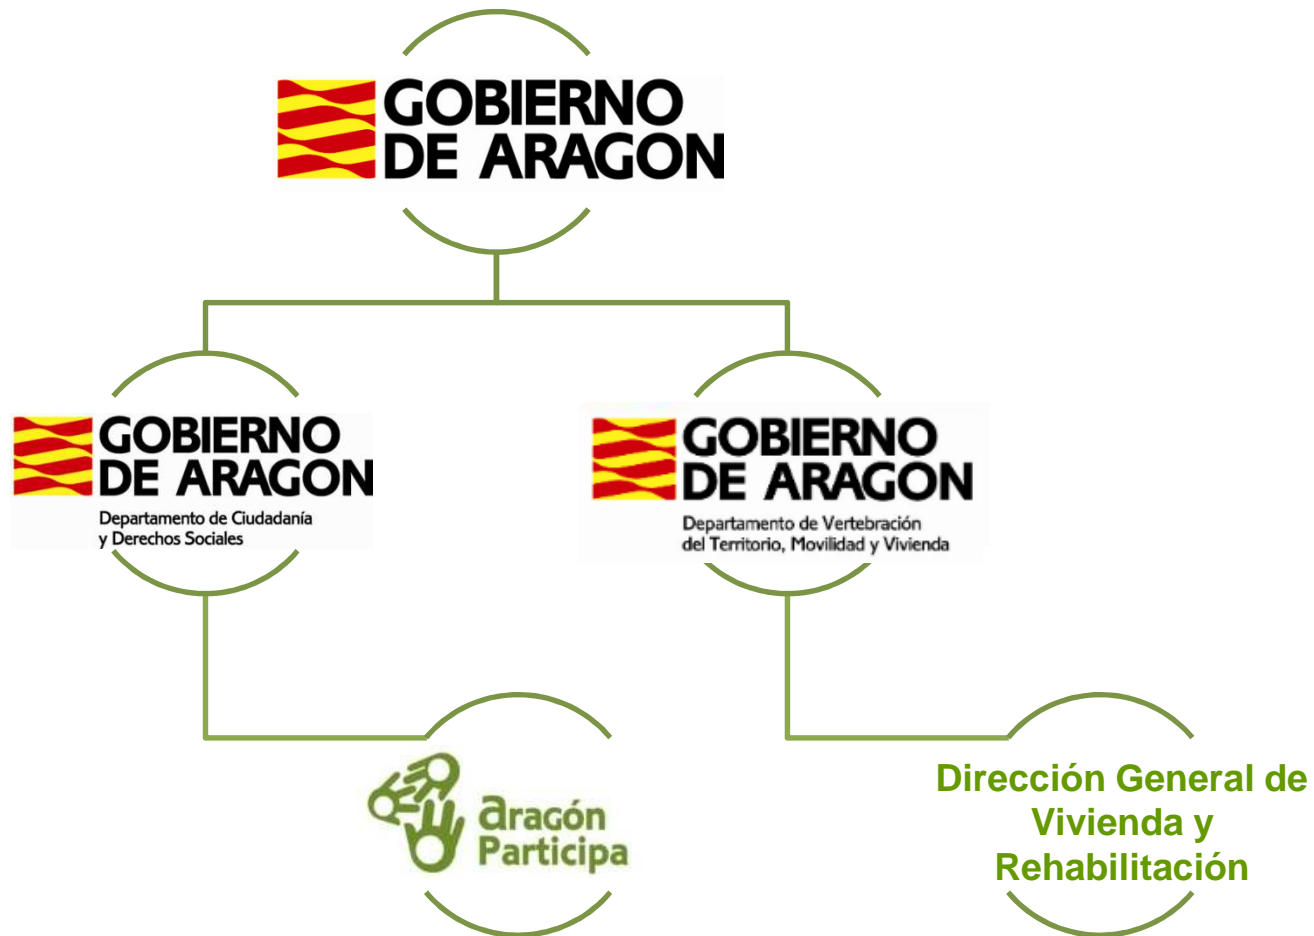 GOBIERNO
DE ARAGON
GOBIERNO
DE ARAGON
Departamento de Ciudadanía
y Derechos Sociales
GOBIERNO
DE ARAGON
Departamento de Vertebración
del Territorio, Movilidad y Vivienda
aragón
Participa
Dirección General de
Vivienda y
Rehabilitación